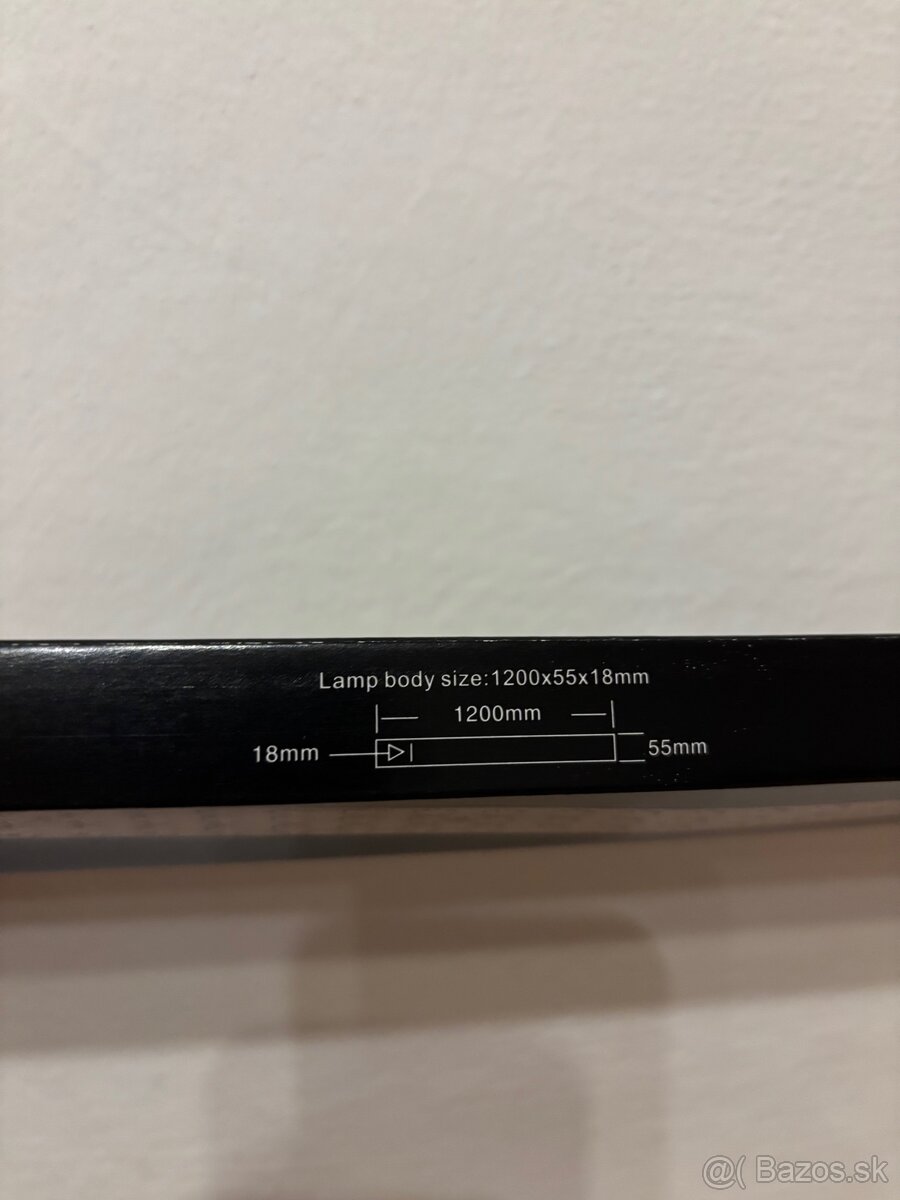 Lamp body size:1200x55x18mm
1200mm
18mm
55mm
@( Bazos.sk